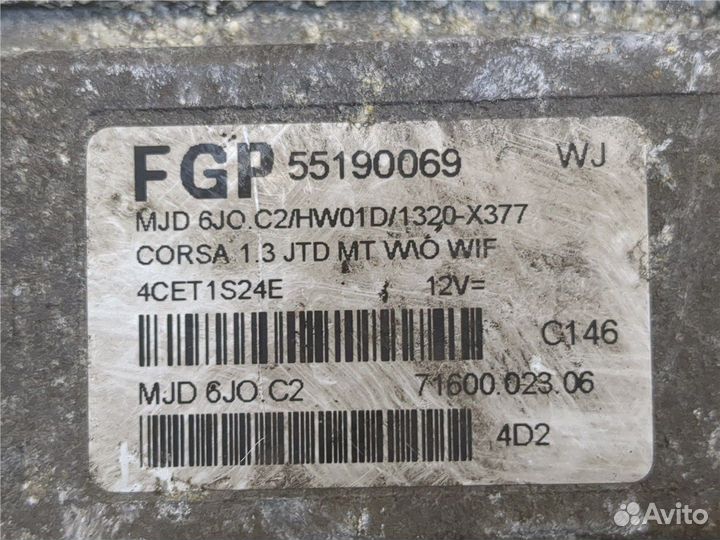 FGP 55190069 WJ
MJD 6JO.C2/HW01D/1320-X377
CORSA 1.3 JTD MT W\O WIF
4CET1S24E 12V=
C146
MJD 6JO.C2 71600.023.06
4D2
Avito